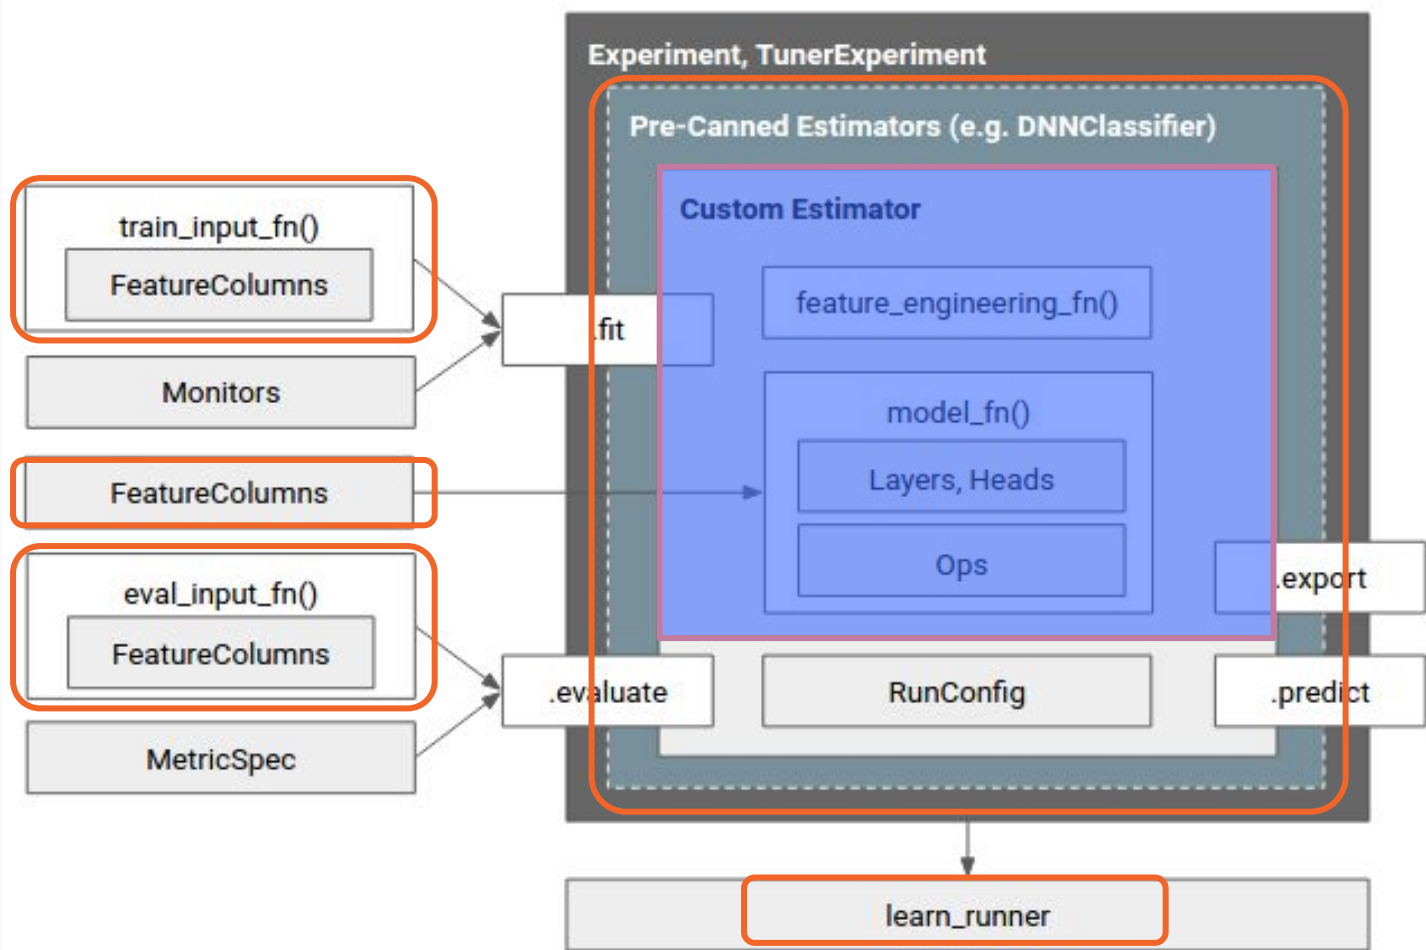 Experiment, TunerExperiment
Pre-Canned Estimators (e.g. DNNClassifier)
Custom Estimator
train_input_fn()
FeatureColumns
feature_engineering_fn()
.fit
Monitors
model_fn()
FeatureColumns
Layers, Heads
Ops
.export
eval_input_fn()
FeatureColumns
.evaluate
RunConfig
.predict
MetricSpec
learn_runner